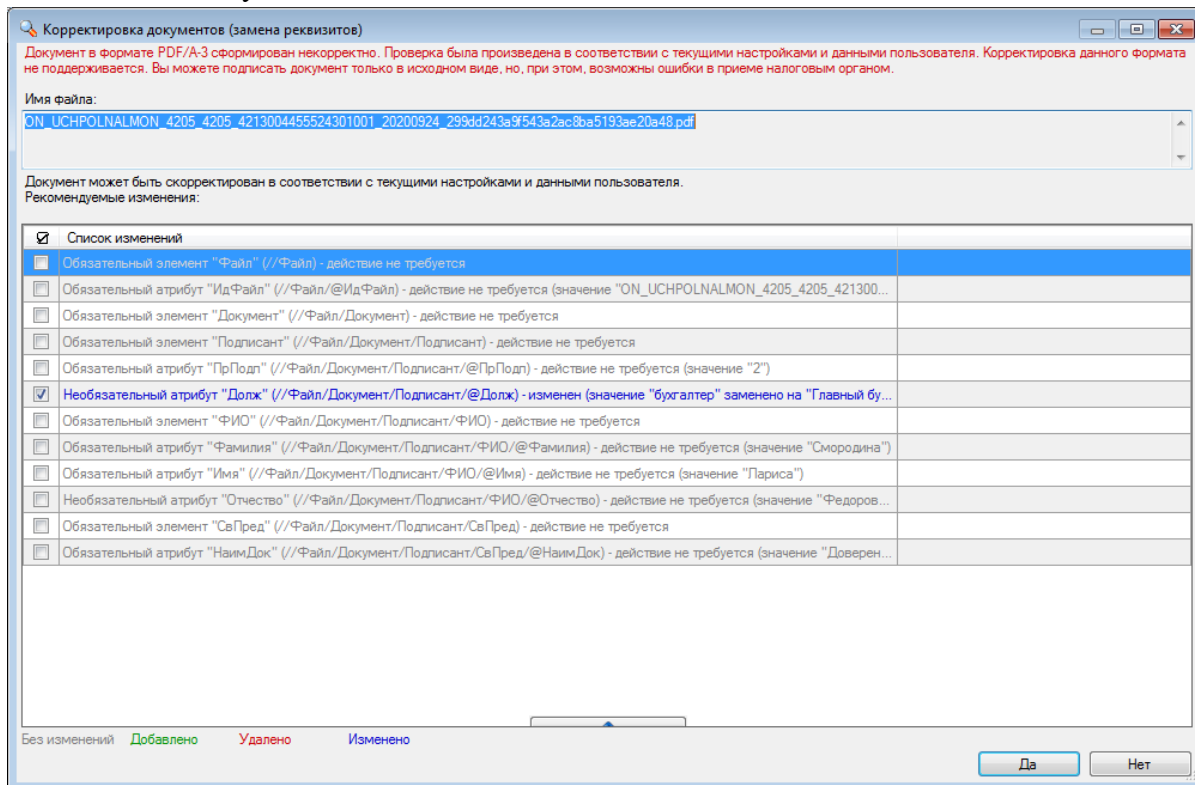 Корректировка документов (замена реквизитов)
Документ в формате PDF/A-3 сформирован некорректно. Проверка была произведена в соответствии с текущими настройками и данными пользователя. Корректировка данного формата
не поддерживается. Вы можете подписать документ только в исходном виде, но, при этом, возможны ошибки в приеме налоговым органом.
Имя файла:
ON_UCHPOLNALMON_4205_4205_4213004455524301001_20200924_299dd243a9f543a2ac8ba5193ae20a48.pdf
Документ может быть скорректирован в соответствии с текущими настройками и данными пользователя.
Рекомендуемые изменения:
Список изменений
Обязательный элемент "Файл" (//Файл) - действие не требуется
Обязательный атрибут "ИдФайл" (//Файл/@ИдФайл) - действие не требуется (значение "ON_UCHPOLNALMON_4205_4205_421300...
Обязательный элемент "Документ" (//Файл/Документ) - действие не требуется
Обязательный элемент "Подписант" (//Файл/Документ/Подписант) - действие не требуется
Обязательный атрибут "ПрПодп" (//Файл/Документ/Подписант/@ПрПодп) - действие не требуется (значение "2")
Необязательный атрибут "Долж" (//Файл/Документ/Подписант/@Долж) - изменен (значение "бухгалтер" заменено на "Главный бу...
Обязательный элемент "ФИО" (//Файл/Документ/Подписант/ФИО) - действие не требуется
Обязательный атрибут "Фамилия" (//Файл/Документ/Подписант/ФИО/@Фамилия) - действие не требуется (значение "Смородина")
Обязательный атрибут "Имя" (//Файл/Документ/Подписант/ФИО/@Имя) - действие не требуется (значение "Лариса")
Необязательный атрибут "Отчество" (//Файл/Документ/Подписант/ФИО/@Отчество) - действие не требуется (значение "Федоров...
Обязательный элемент "СвПред" (//Файл/Документ/Подписант/СвПред) - действие не требуется
Обязательный атрибут "НаимДок" (//Файл/Документ/Подписант/СвПред/@НаимДок) - действие не требуется (значение "Доверен...
Без изменений Добавлено Удалено Изменено
Да Нет